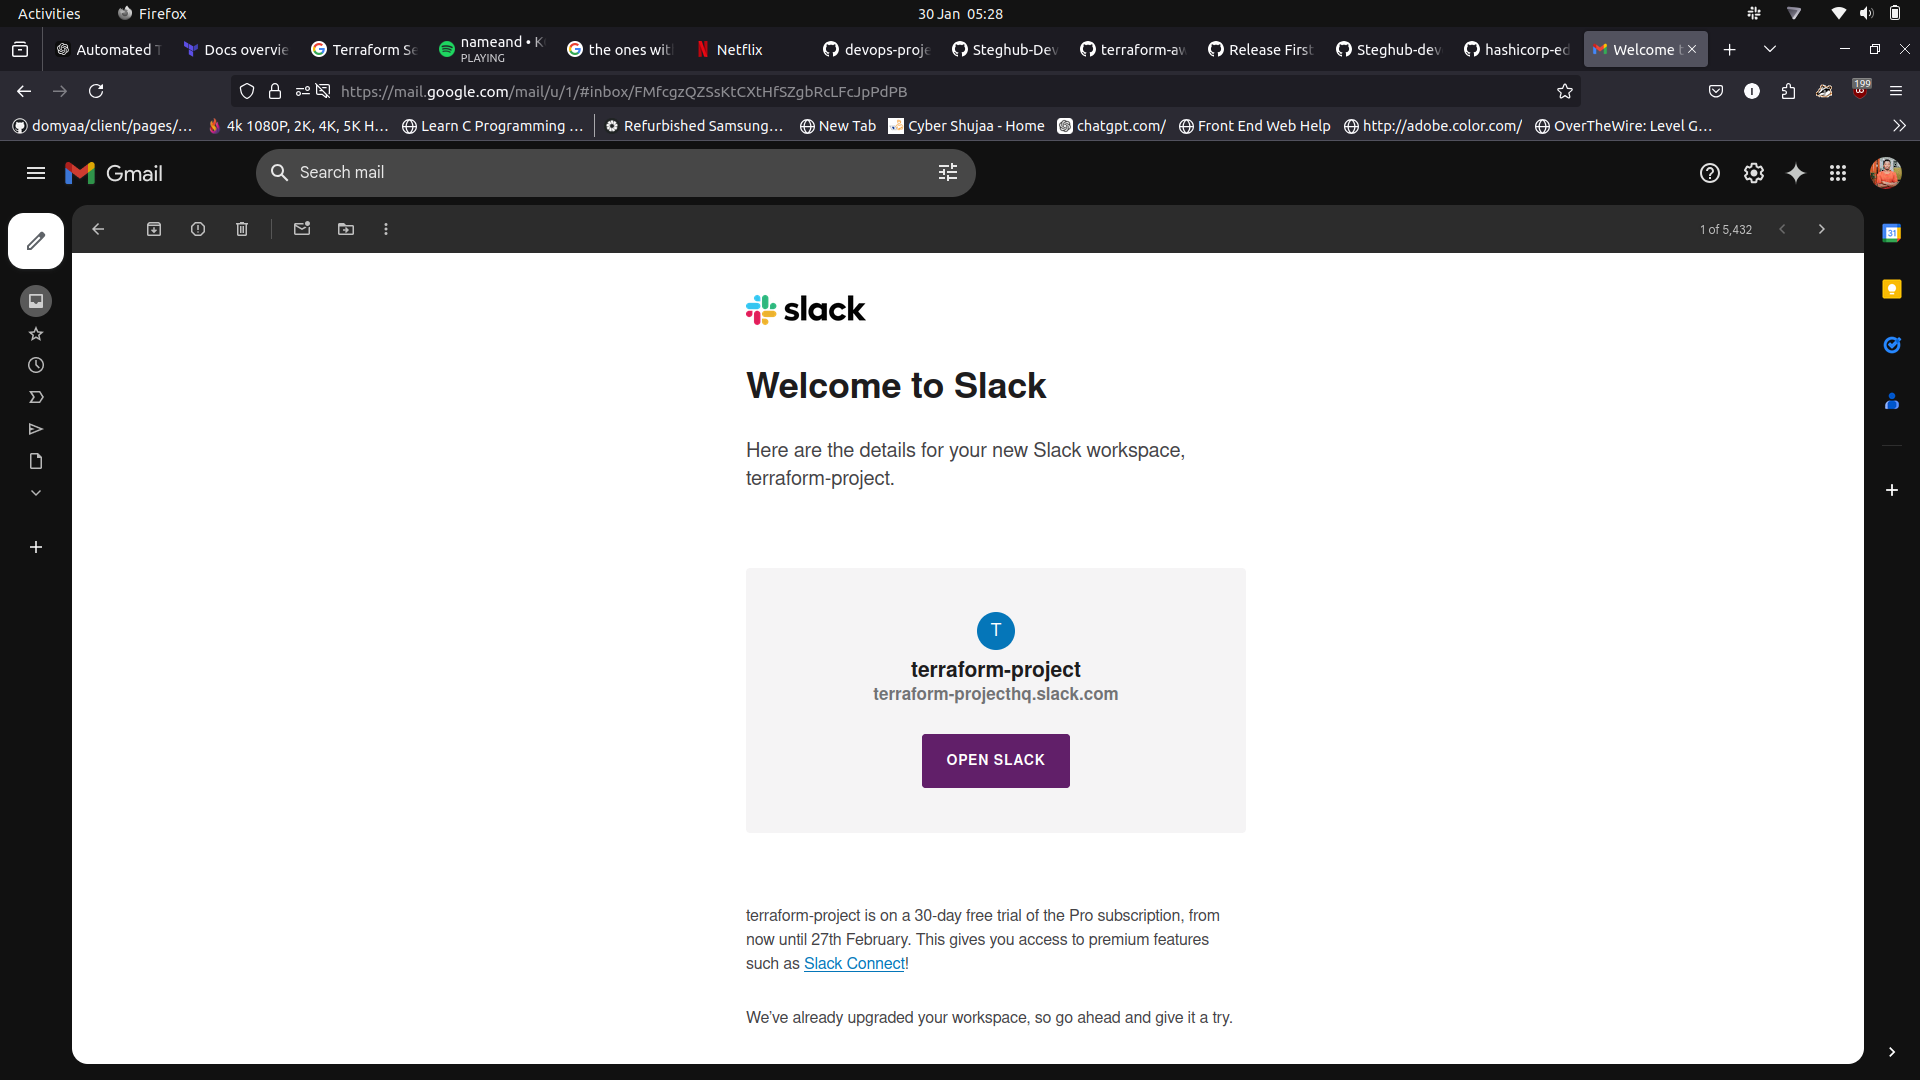 Activities
Firefox
30 Jan 05:28
Automated T
Docs overvie
Terraform Se
nameand • K
PLAYING
the ones wit
Netflix
devops-proje
Steghub-Dev
terraform-aw
Release First
Steghub-dev
hashicorp-ed
Welcome t
https://mail.google.com/mail/u/1/#inbox/FMfcgzQZSsKtCXtHfSZgbRcLFcJpPdPB
199
domyaa/client/pages/…
4k 1080P, 2K, 4K, 5K H…
Learn C Programming …
Refurbished Samsung…
New Tab
Cyber Shujaa - Home
chatgpt.com/
Front End Web Help
http://adobe.color.com/
OverTheWire: Level G…
Gmail
Search mail
1 of 5,432
31
slack
Welcome to Slack
Here are the details for your new Slack workspace,
terraform-project.
T
terraform-project
terraform-projecthq.slack.com
OPEN SLACK
terraform-project is on a 30-day free trial of the Pro subscription, from
now until 27th February. This gives you access to premium features
such as Slack Connect!
We've already upgraded your workspace, so go ahead and give it a try.